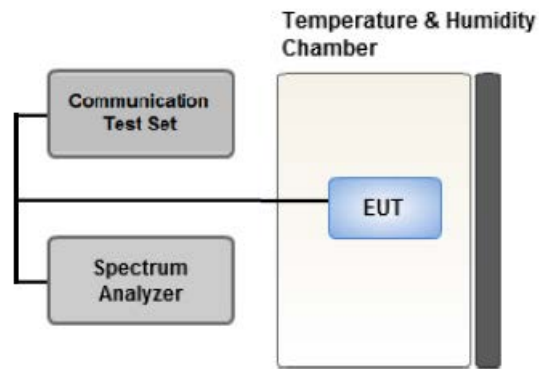 Temperature & Humidity
Chamber
Communication
Test Set
EUT
Spectrum
Analyzer